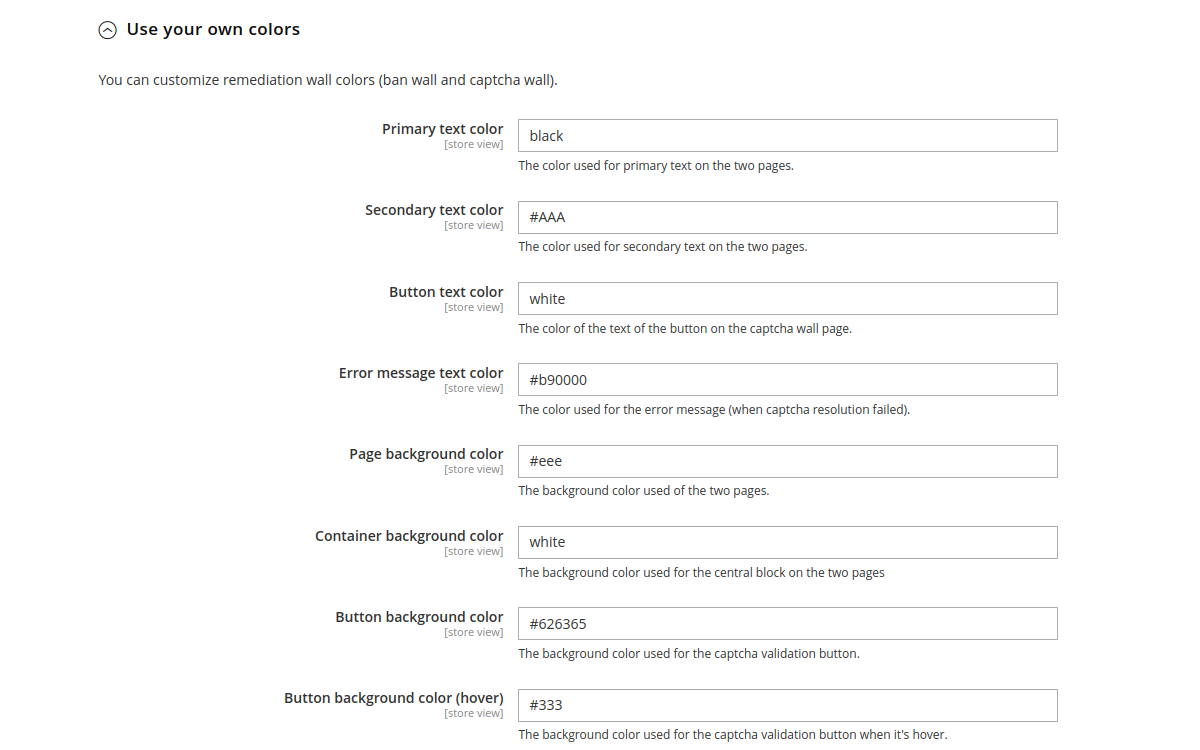 Use your own colors
You can customize remediation wall colors (ban wall and captcha wall).
Primary text color
[store view]
black
The color used for primary text on the two pages.
Secondary text color
[store view]
#AAA
The color used for secondary text on the two pages.
Button text color
[store view]
white
The color of the text of the button on the captcha wall page.
Error message text color
[store view]
#b90000
The color used for the error message (when captcha resolution failed).
Page background color
[store view]
#eee
The background color used of the two pages.
Container background color
[store view]
white
The background color used for the central block on the two pages
Button background color
[store view]
#626365
The background color used for the captcha validation button.
Button background color (hover)
[store view]
#333
The background color used for the captcha validation button when it's hover.